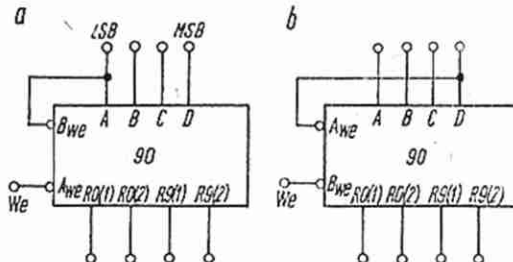 a
LSB MSB
A B C D
Bwe
90
Awe
We
R0(1) R0(2) R9(1) R9(2)
b
A B C D
Awe
90
Bwe
We
R0(1) R0(2) R9(1) R9(2)